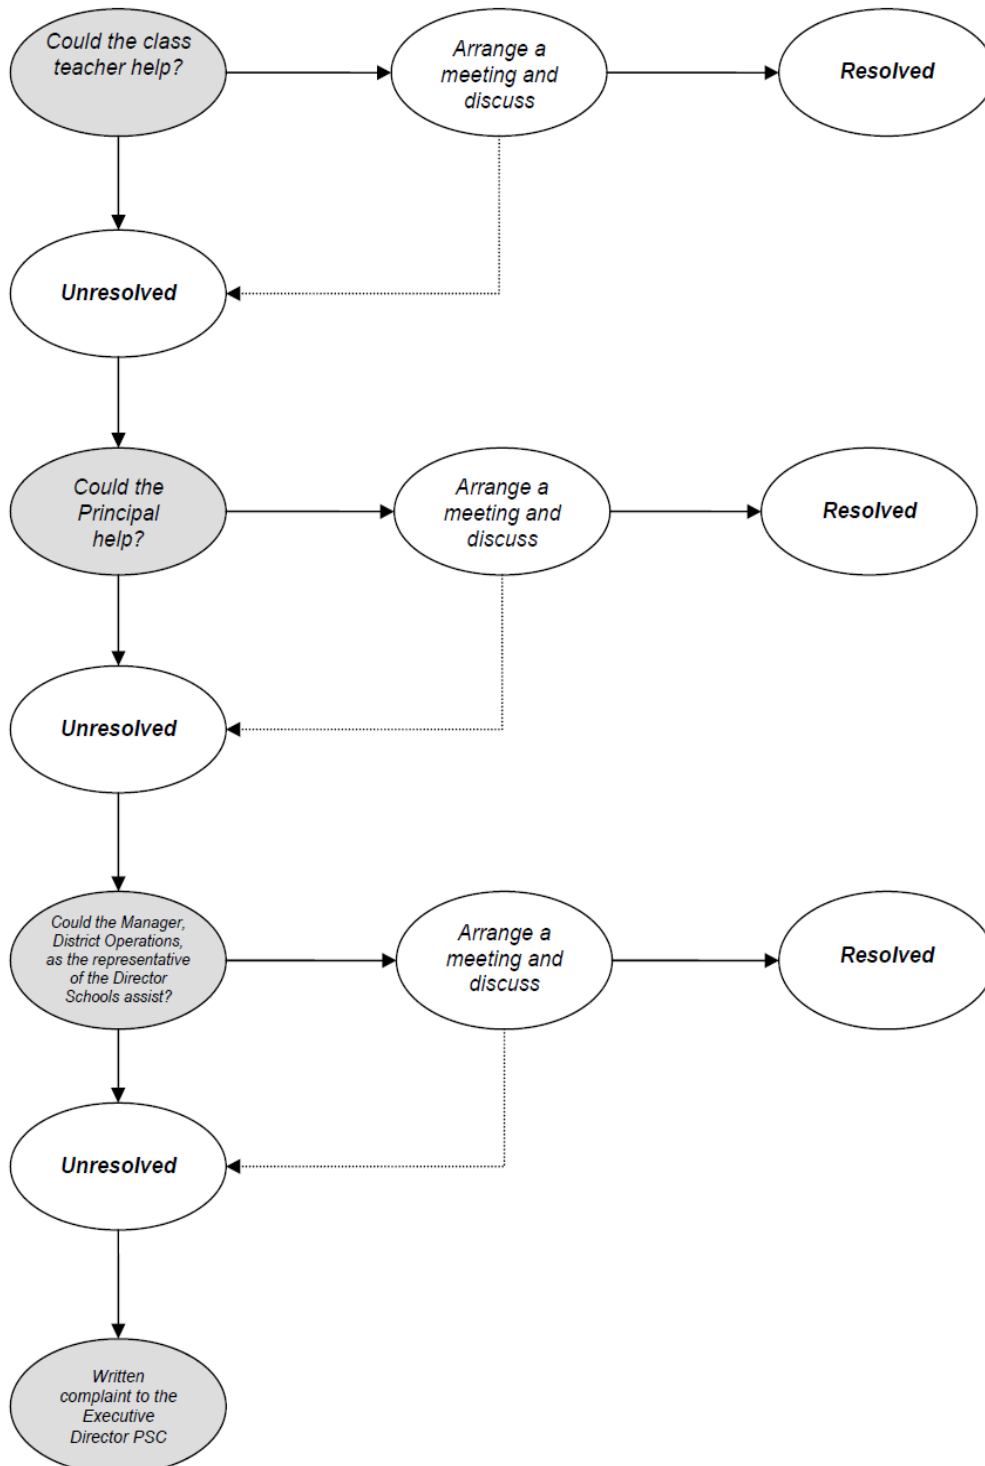 Could the class
teacher help?
Arrange a
meeting and
discuss
Resolved
Unresolved
Could the
Principal
help?
Arrange a
meeting and
discuss
Resolved
Unresolved
Could the Manager,
District Operations,
as the representative
of the Director
Schools assist?
Arrange a
meeting and
discuss
Resolved
Unresolved
Written
complaint to the
Executive
Director PSC